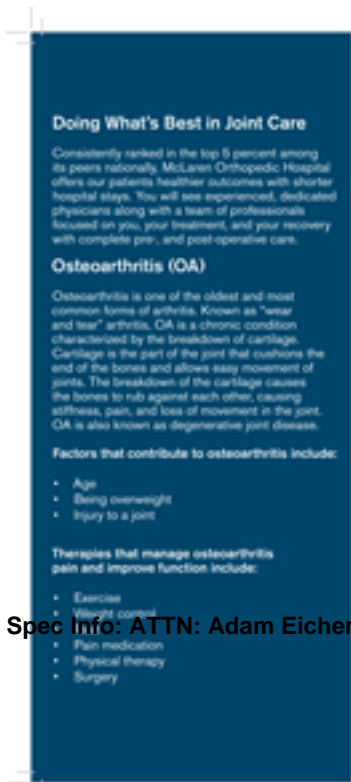 Doing What's Best in Joint Care
Consistently ranked in the top 5 percent among
its peers nationally, McLaren Orthopedic Hospital
offers our patients healthier outcomes with shorter
hospital stays. You will see experienced, dedicated
physicians along with a team of professionals
focused on you, your treatment, and your recovery
with complete pre-, and post-operative care.
Osteoarthritis (OA)
Osteoarthritis is one of the oldest and most
common forms of arthritis. Known as "wear
and tear" arthritis, OA is a chronic condition
characterized by the breakdown of cartilage.
Cartilage is the part of the joint that cushions the
end of the bones and allows easy movement of
joints. The breakdown of the cartilage causes
the bones to rub against each other, causing
stiffness, pain, and loss of movement in the joint.
OA is also known as degenerative joint disease.
Factors that contribute to osteoarthritis include:
• Age
• Being overweight
• Injury to a joint
Therapies that manage osteoarthritis
pain and improve function include:
• Exercise
• Weight control
Spec Info: ATTN: Adam Eicher
• Pain medication
• Physical therapy
• Surgery